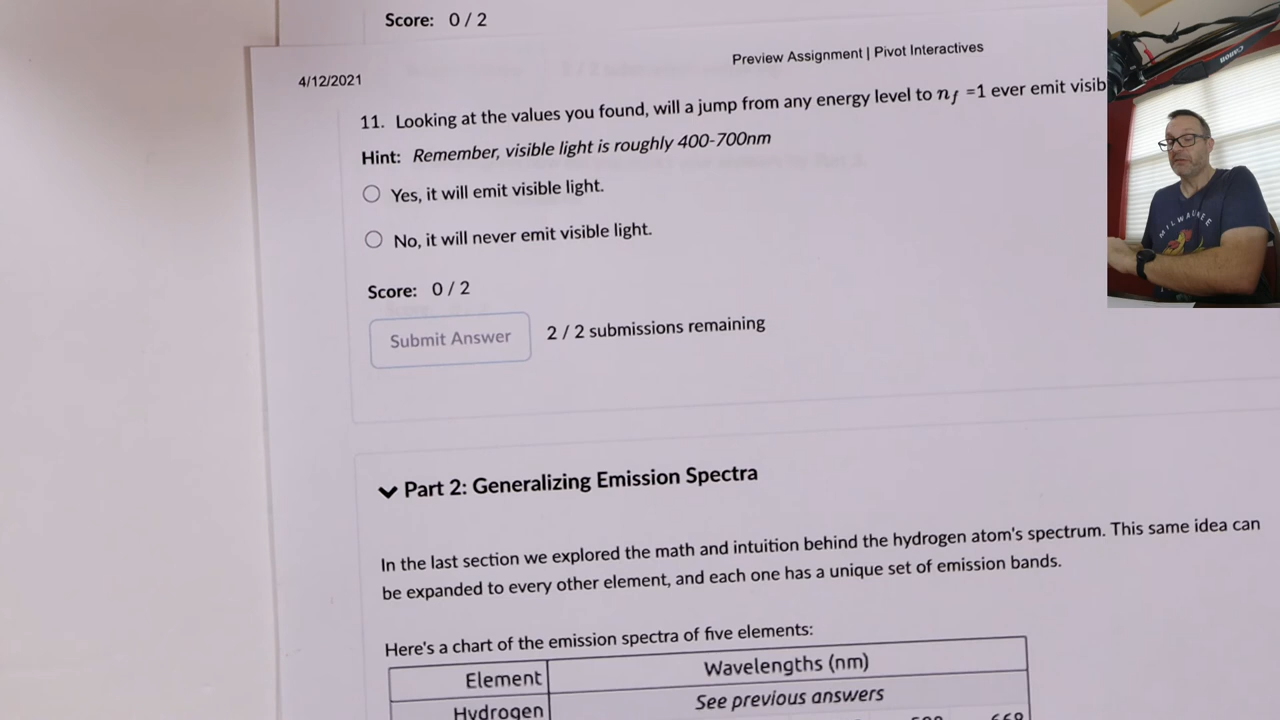 Score: 0 / 2
Preview Assignment | Pivot Interactives
4/12/2021
11. Looking at the values you found, will a jump from any energy level to nf =1 ever emit visib
Hint: Remember, visible light is roughly 400-700nm
Yes, it will emit visible light.
No, it will never emit visible light.
Score: 0 / 2
Submit Answer 2 / 2 submissions remaining
Part 2: Generalizing Emission Spectra
In the last section we explored the math and intuition behind the hydrogen atom's spectrum. This same idea can
be expanded to every other element, and each one has a unique set of emission bands.
Here's a chart of the emission spectra of five elements:
Element Wavelengths (nm)
Hydrogen See previous answers
Canon
MILWAUKEE